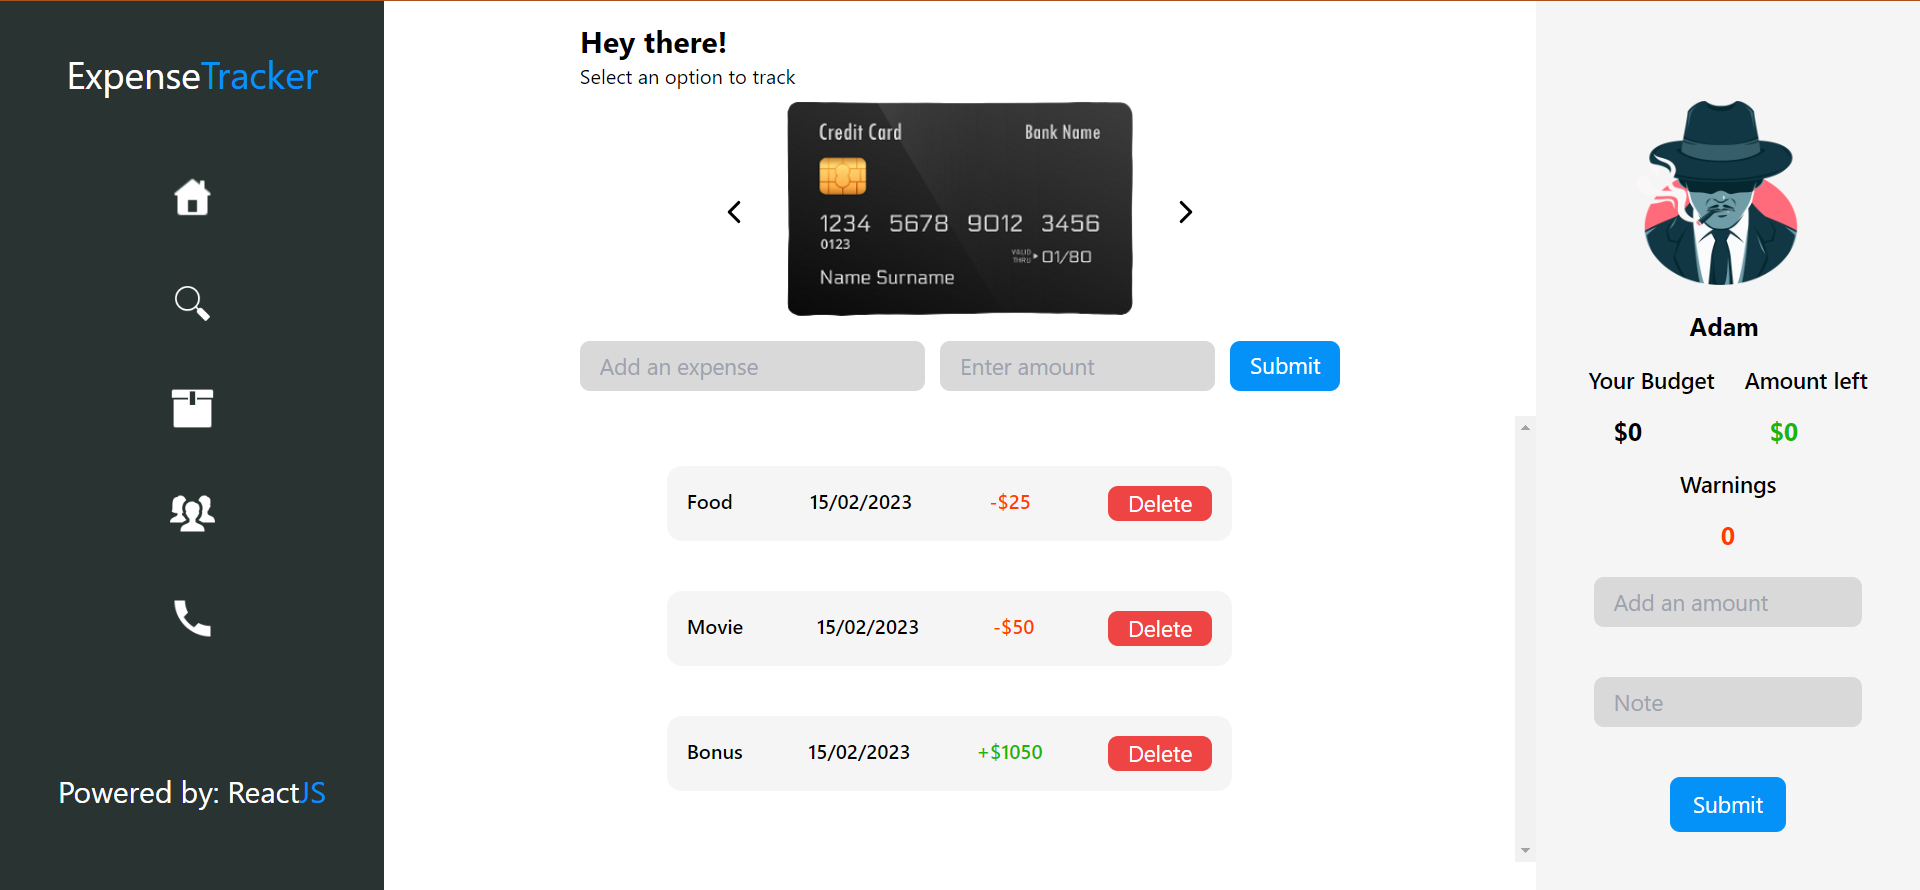 ExpenseTracker
Powered by: ReactJS
Hey there!
Select an option to track
Credit Card Bank Name
1234 5678 9012 3456
0123
VALID THRU 01/80
Name Surname
Add an expense Enter amount Submit
Food 15/02/2023 -$25 Delete
Movie 15/02/2023 -$50 Delete
Bonus 15/02/2023 +$1050 Delete
Adam
Your Budget Amount left
$0 $0
Warnings
0
Add an amount
Note
Submit